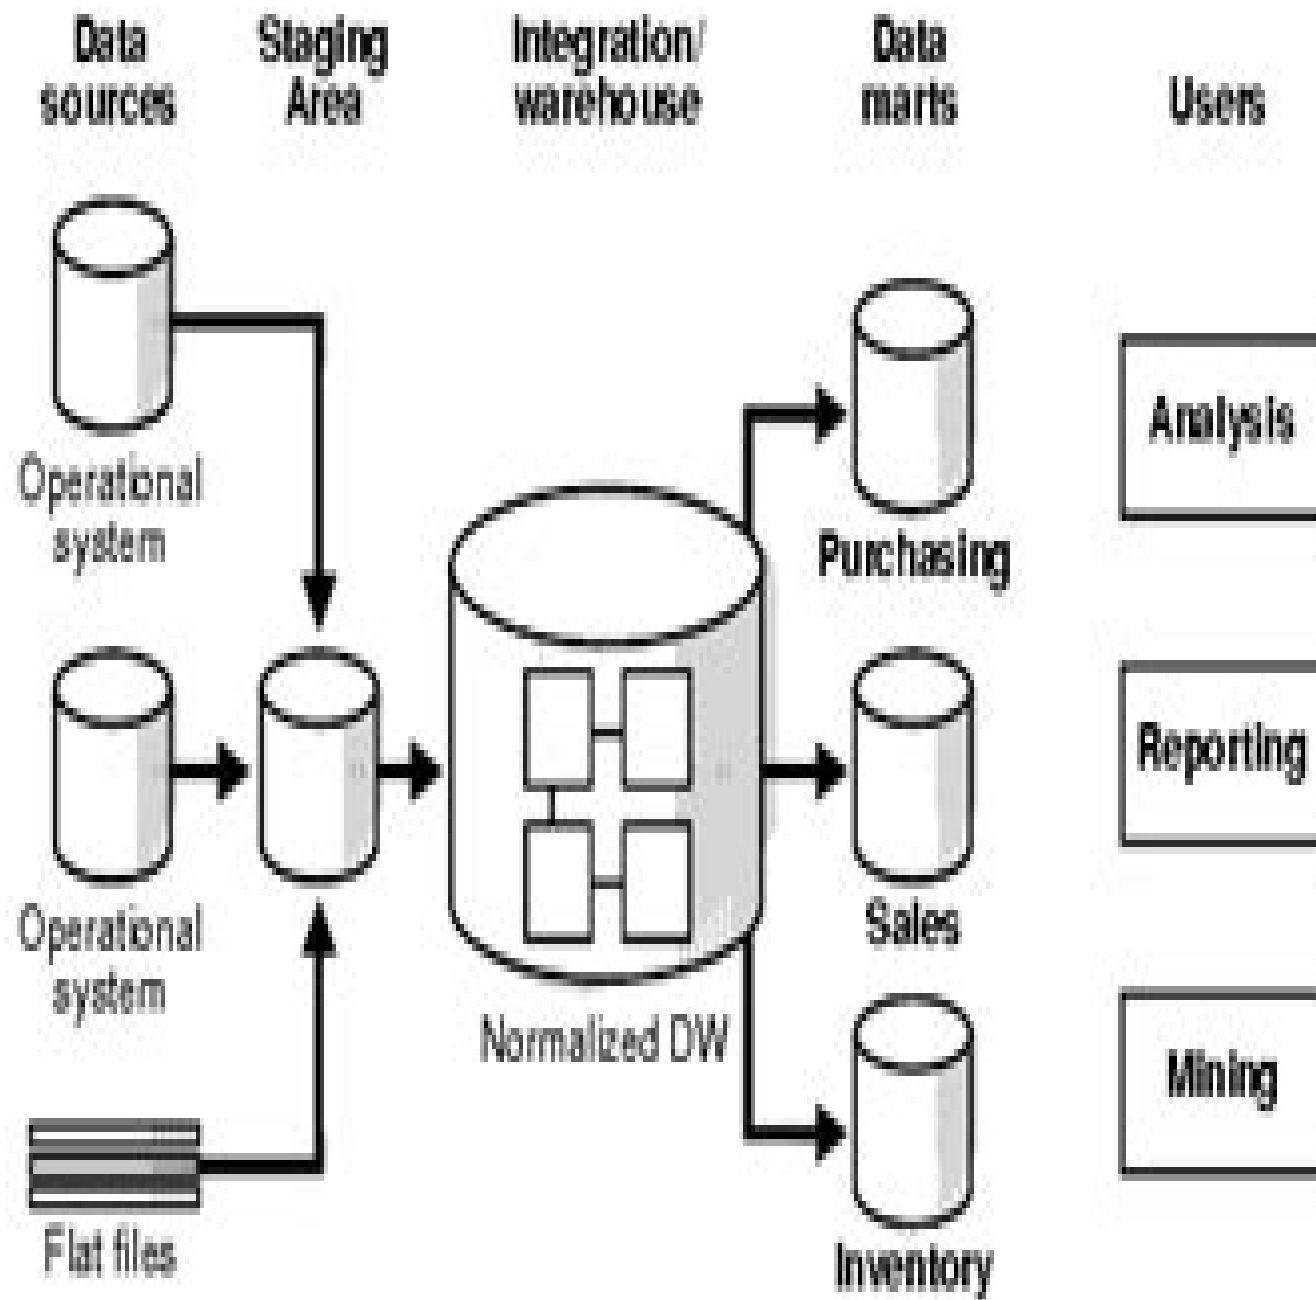 Data
sources
Staging
Area
Integration/
warehouse
Data
marts
Users
Operational
system
Purchasing
Analysis
Operational
system
Normalized DW
Sales
Reporting
Flat files
Inventory
Mining